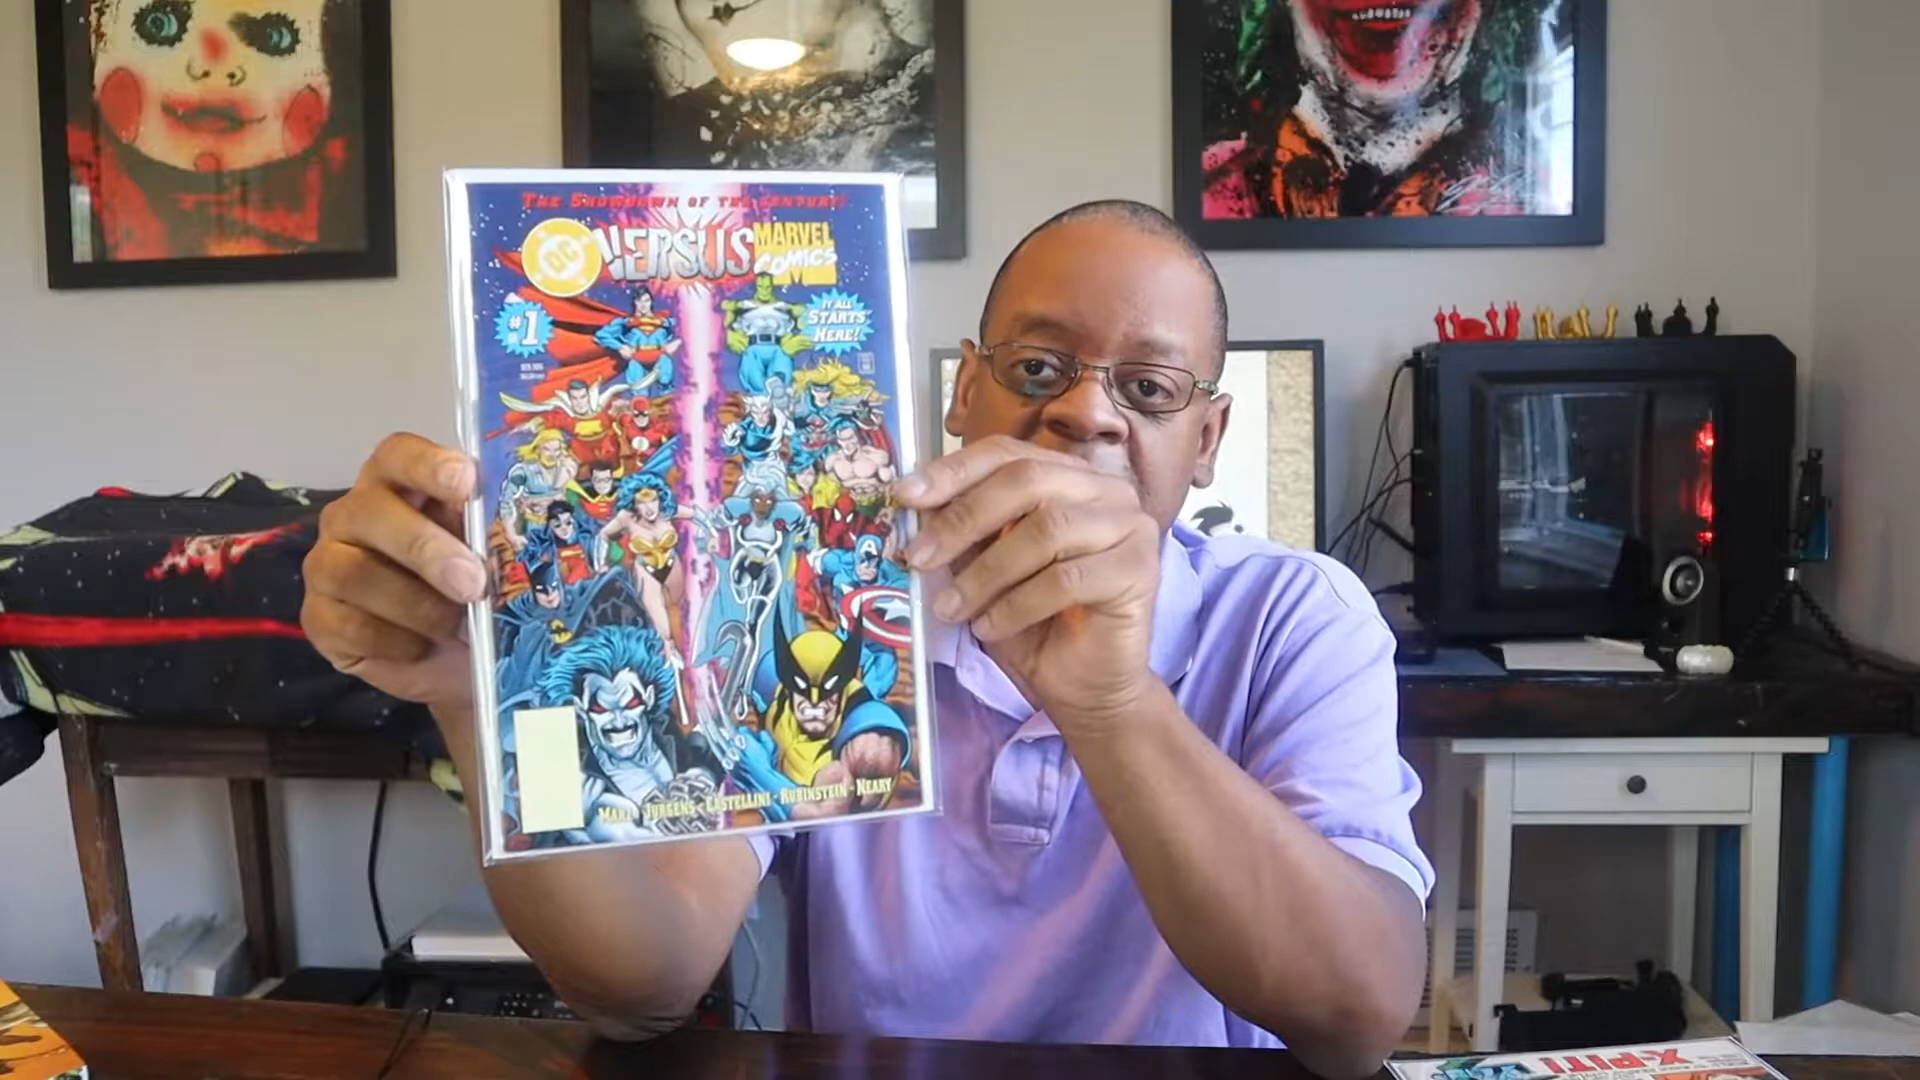 THE SHOWDOWN OF THE CENTURY!
DC VERSUS MARVEL COMICS
#1
IT ALL
STARTS
HERE!
MARZ · JURGENS · CASTELLINI · RUBINSTEIN · NEARY
X-PIT!